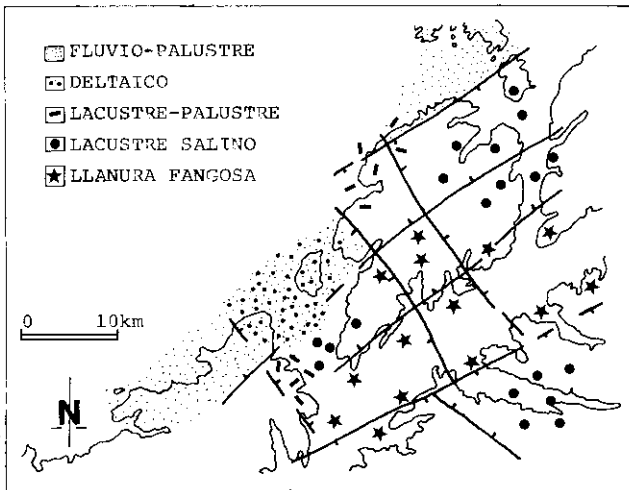 FLUVIO-PALUSTRE
DELTAICO
LACUSTRE-PALUSTRE
LACUSTRE SALINO
LLANURA FANGOSA
0 10km
N